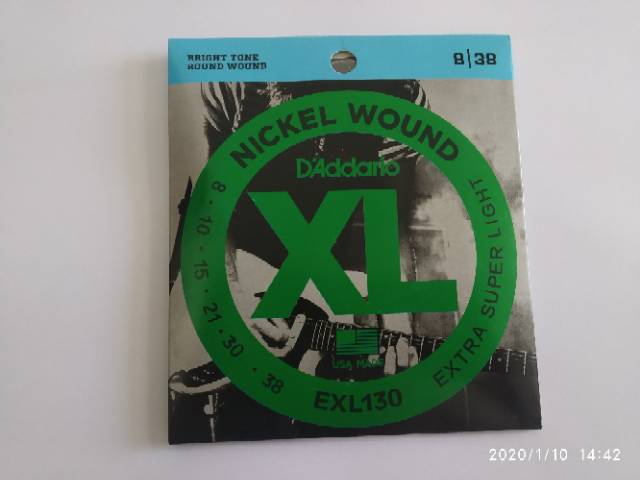 BRIGHT TONE
ROUND WOUND
8|38
NICKEL WOUND
D'Addario
XL
8 · 10 · 15 · 21 · 30 · 38
EXTRA SUPER LIGHT
USA MADE
EXL130
2020/1/10 14:42